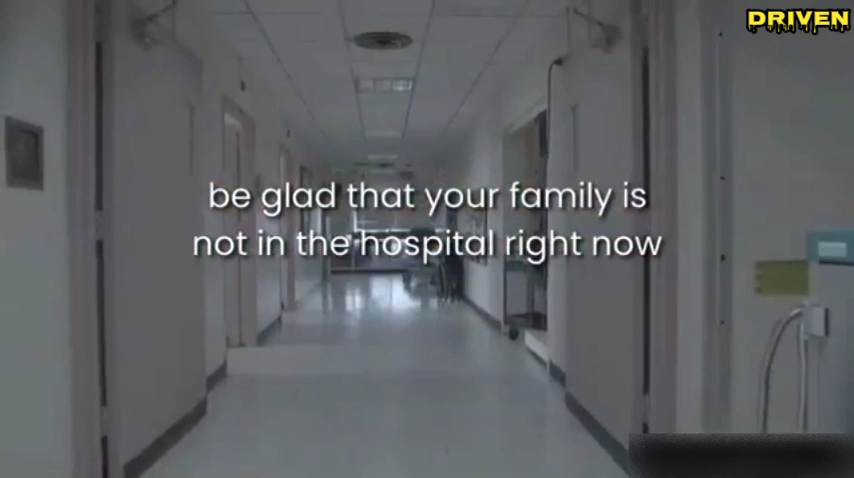 DRIVEN
be glad that your family is
not in the hospital right now